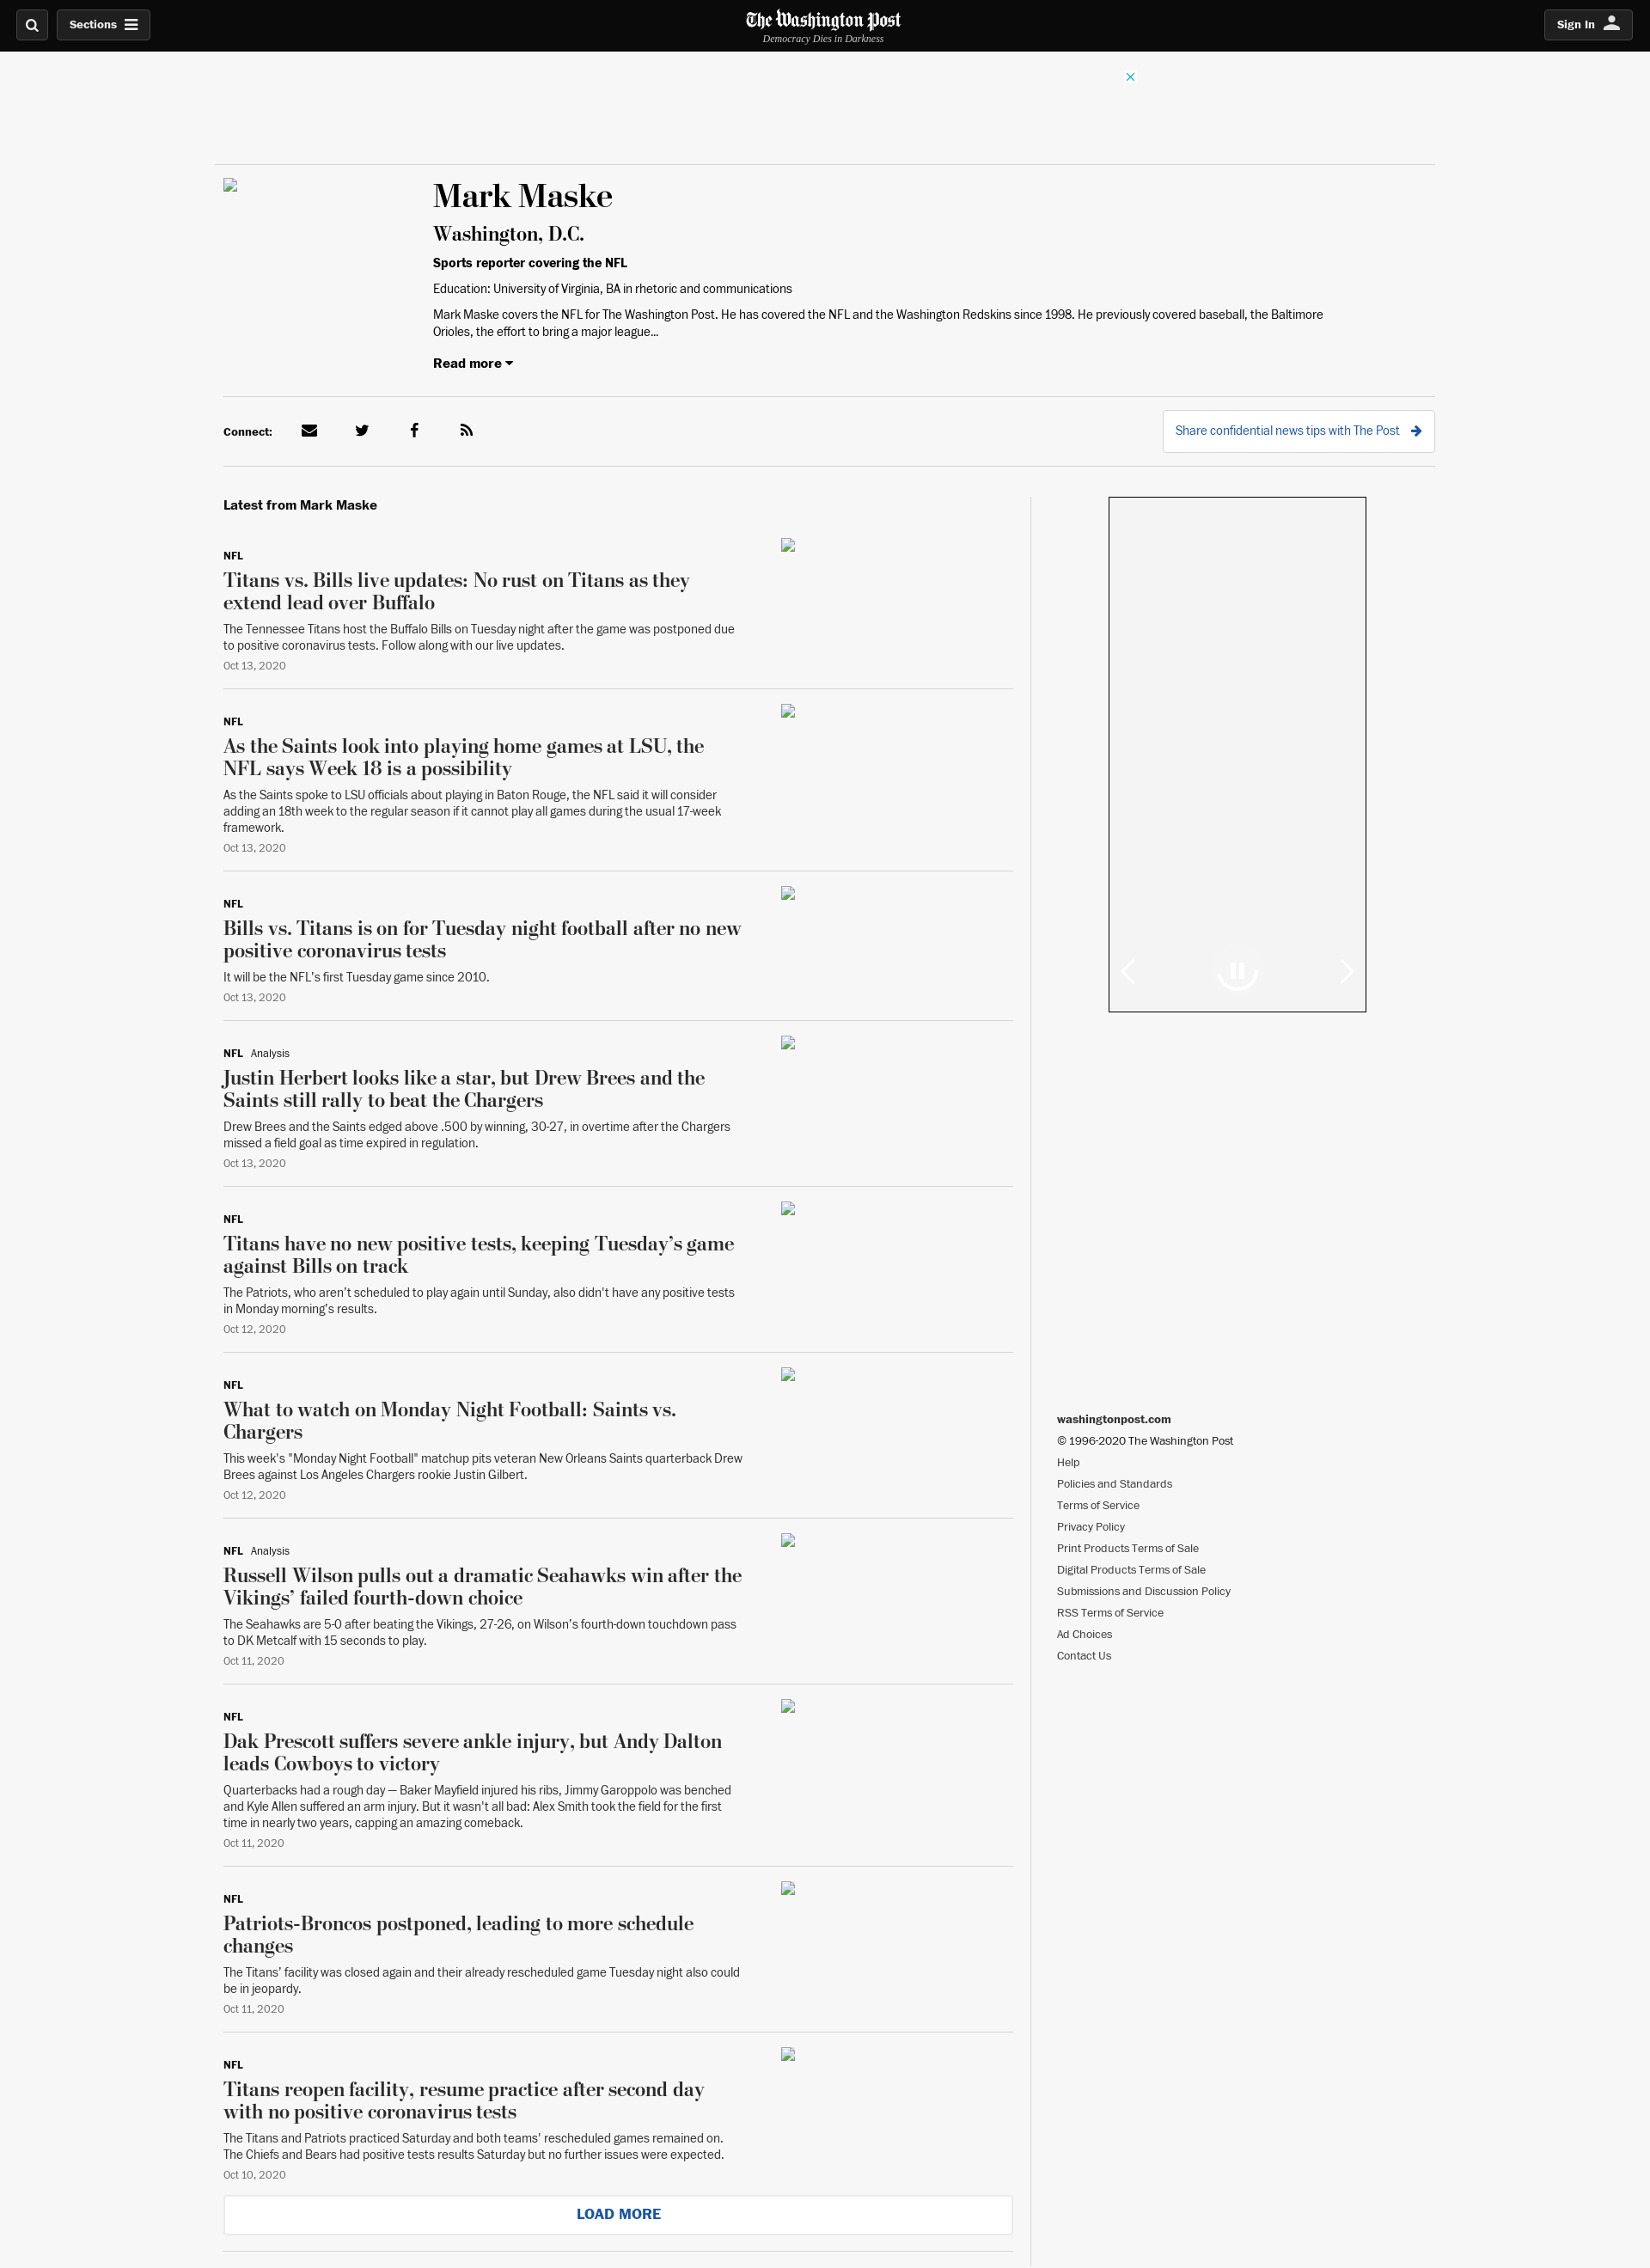 Sections
The Washington Post
Democracy Dies in Darkness
Sign In
Mark Maske
Washington, D.C.
Sports reporter covering the NFL
Education: University of Virginia, BA in rhetoric and communications
Mark Maske covers the NFL for The Washington Post. He has covered the NFL and the Washington Redskins since 1998. He previously covered baseball, the Baltimore
Orioles, the effort to bring a major league...
Read more
Connect:
Share confidential news tips with The Post
Latest from Mark Maske
NFL
Titans vs. Bills live updates: No rust on Titans as they
extend lead over Buffalo
The Tennessee Titans host the Buffalo Bills on Tuesday night after the game was postponed due
to positive coronavirus tests. Follow along with our live updates.
Oct 13, 2020
NFL
As the Saints look into playing home games at LSU, the
NFL says Week 18 is a possibility
As the Saints spoke to LSU officials about playing in Baton Rouge, the NFL said it will consider
adding an 18th week to the regular season if it cannot play all games during the usual 17-week
framework.
Oct 13, 2020
NFL
Bills vs. Titans is on for Tuesday night football after no new
positive coronavirus tests
It will be the NFL's first Tuesday game since 2010.
Oct 13, 2020
NFL Analysis
Justin Herbert looks like a star, but Drew Brees and the
Saints still rally to beat the Chargers
Drew Brees and the Saints edged above .500 by winning, 30-27, in overtime after the Chargers
missed a field goal as time expired in regulation.
Oct 13, 2020
NFL
Titans have no new positive tests, keeping Tuesday's game
against Bills on track
The Patriots, who aren't scheduled to play again until Sunday, also didn't have any positive tests
in Monday morning's results.
Oct 12, 2020
NFL
What to watch on Monday Night Football: Saints vs.
Chargers
This week's "Monday Night Football" matchup pits veteran New Orleans Saints quarterback Drew
Brees against Los Angeles Chargers rookie Justin Gilbert.
Oct 12, 2020
NFL Analysis
Russell Wilson pulls out a dramatic Seahawks win after the
Vikings' failed fourth-down choice
The Seahawks are 5-0 after beating the Vikings, 27-26, on Wilson's fourth-down touchdown pass
to DK Metcalf with 15 seconds to play.
Oct 11, 2020
NFL
Dak Prescott suffers severe ankle injury, but Andy Dalton
leads Cowboys to victory
Quarterbacks had a rough day — Baker Mayfield injured his ribs, Jimmy Garoppolo was benched
and Kyle Allen suffered an arm injury. But it wasn't all bad: Alex Smith took the field for the first
time in nearly two years, capping an amazing comeback.
Oct 11, 2020
NFL
Patriots-Broncos postponed, leading to more schedule
changes
The Titans' facility was closed again and their already rescheduled game Tuesday night also could
be in jeopardy.
Oct 11, 2020
NFL
Titans reopen facility, resume practice after second day
with no positive coronavirus tests
The Titans and Patriots practiced Saturday and both teams' rescheduled games remained on.
The Chiefs and Bears had positive tests results Saturday but no further issues were expected.
Oct 10, 2020
LOAD MORE
washingtonpost.com
© 1996-2020 The Washington Post
Help
Policies and Standards
Terms of Service
Privacy Policy
Print Products Terms of Sale
Digital Products Terms of Sale
Submissions and Discussion Policy
RSS Terms of Service
Ad Choices
Contact Us